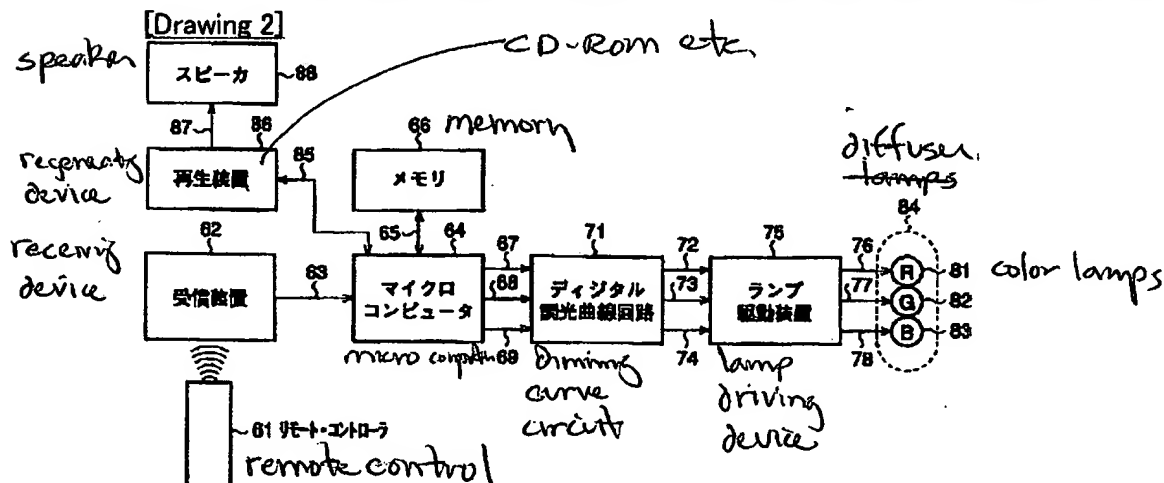 [Drawing 2]
CD-Rom etc.
speaker
スピーカ
88
87
86
66 memory
regeneratg
device
再生装置
85
メモリ
diffuser
lamps
84
receivig
device
62
受信装置
63
65
64
マイクロ
コンピュータ
micro computer
67
68
69
71
ディジタル
調光曲線回路
dimming
curve
circuit
72
73
74
75
ランプ
駆動装置
lamp
driving
device
76
77
78
R
81
G
82
B
83
color lamps
61 リモート・コントローラ
remote control